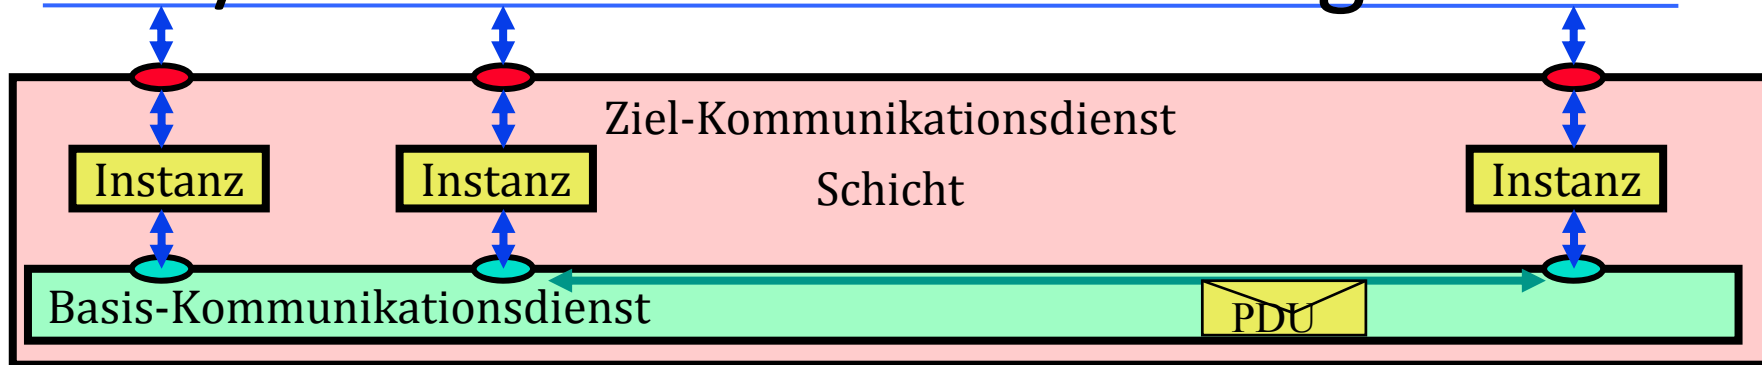 Ziel-Kommunikationsdienst
Schicht
Instanz
Instanz
Instanz
Basis-Kommunikationsdienst
PDU